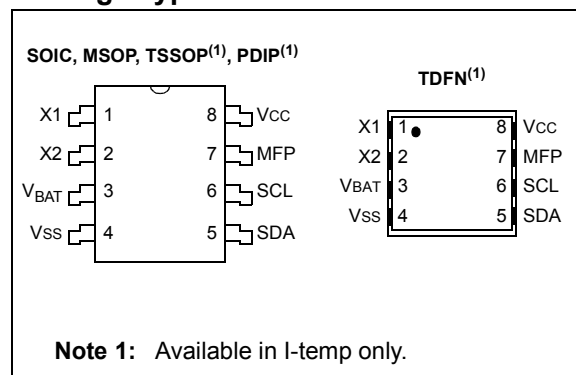 SOIC, MSOP, TSSOP(1), PDIP(1)
X1 1 8 VCC
X2 2 7 MFP
VBAT 3 6 SCL
VSS 4 5 SDA
TDFN(1)
X1 1 8 VCC
X2 2 7 MFP
VBAT 3 6 SCL
VSS 4 5 SDA
Note 1: Available in I-temp only.